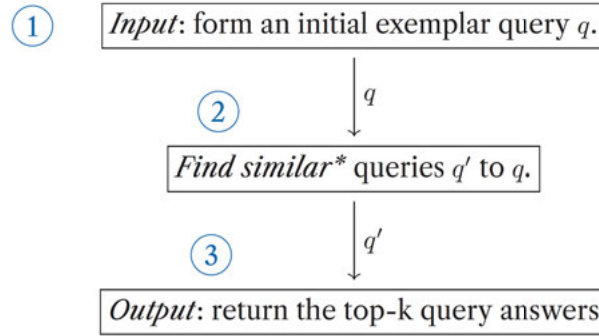 ① Input: form an initial exemplar query q.
q
② 
Find similar* queries q′ to q.
q′
③
Output: return the top-k query answers